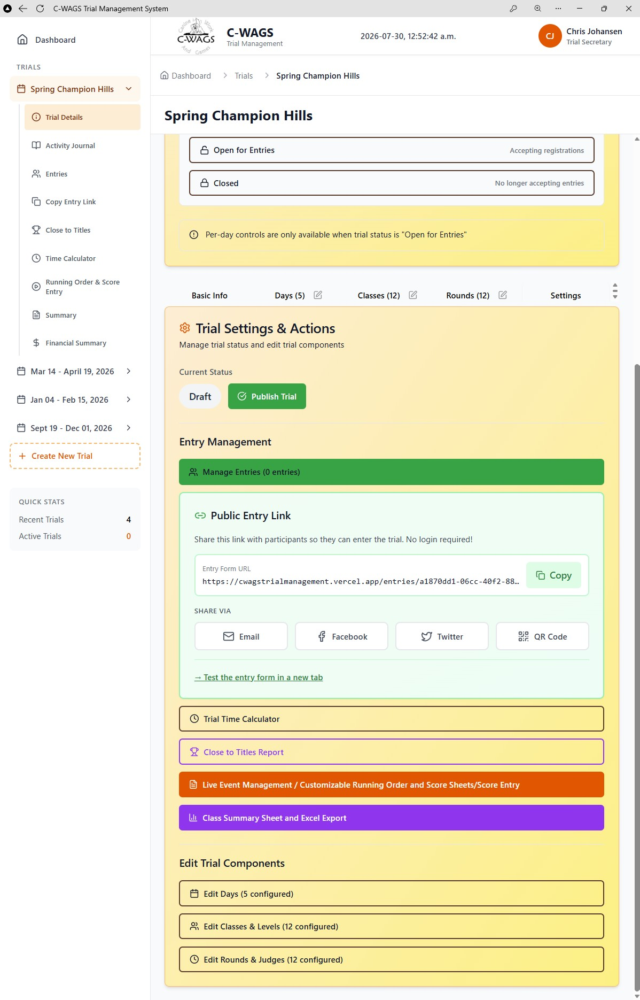 C-WAGS Trial Management System
Dashboard
TRIALS
Spring Champion Hills
Trial Details
Activity Journal
Entries
Copy Entry Link
Close to Titles
Time Calculator
Running Order & Score
Entry
Summary
Financial Summary
Mar 14 - April 19, 2026
Jan 04 - Feb 15, 2026
Sept 19 - Dec 01, 2026
+ Create New Trial
QUICK STATS
Recent Trials 4
Active Trials 0
Canine Work
C-WAGS
And Games
C-WAGS
Trial Management
2026-07-30, 12:52:42 a.m.
CJ
Chris Johansen
Trial Secretary
Dashboard > Trials > Spring Champion Hills
Spring Champion Hills
Open for Entries Accepting registrations
Closed No longer accepting entries
Per-day controls are only available when trial status is "Open for Entries"
Basic Info Days (5) Classes (12) Rounds (12) Settings
Trial Settings & Actions
Manage trial status and edit trial components
Current Status
Draft Publish Trial
Entry Management
Manage Entries (0 entries)
Public Entry Link
Share this link with participants so they can enter the trial. No login required!
Entry Form URL
https://cwagstrialmanagement.vercel.app/entries/a1870dd1-06cc-40f2-88…
Copy
SHARE VIA
Email Facebook Twitter QR Code
→ Test the entry form in a new tab
Trial Time Calculator
Close to Titles Report
Live Event Management / Customizable Running Order and Score Sheets/Score Entry
Class Summary Sheet and Excel Export
Edit Trial Components
Edit Days (5 configured)
Edit Classes & Levels (12 configured)
Edit Rounds & Judges (12 configured)